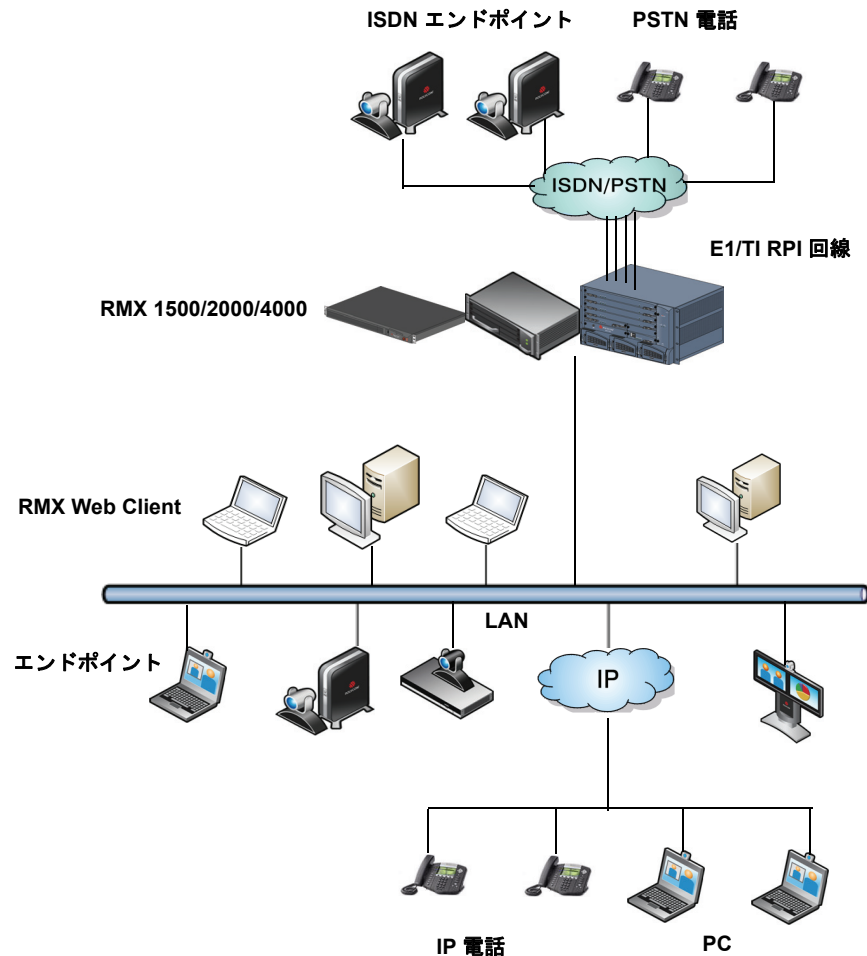 ISDN エンドポイント
PSTN 電話
ISDN/PSTN
E1/TI RPI 回線
RMX 1500/2000/4000
RMX Web Client
LAN
エンドポイント
IP
IP 電話
PC